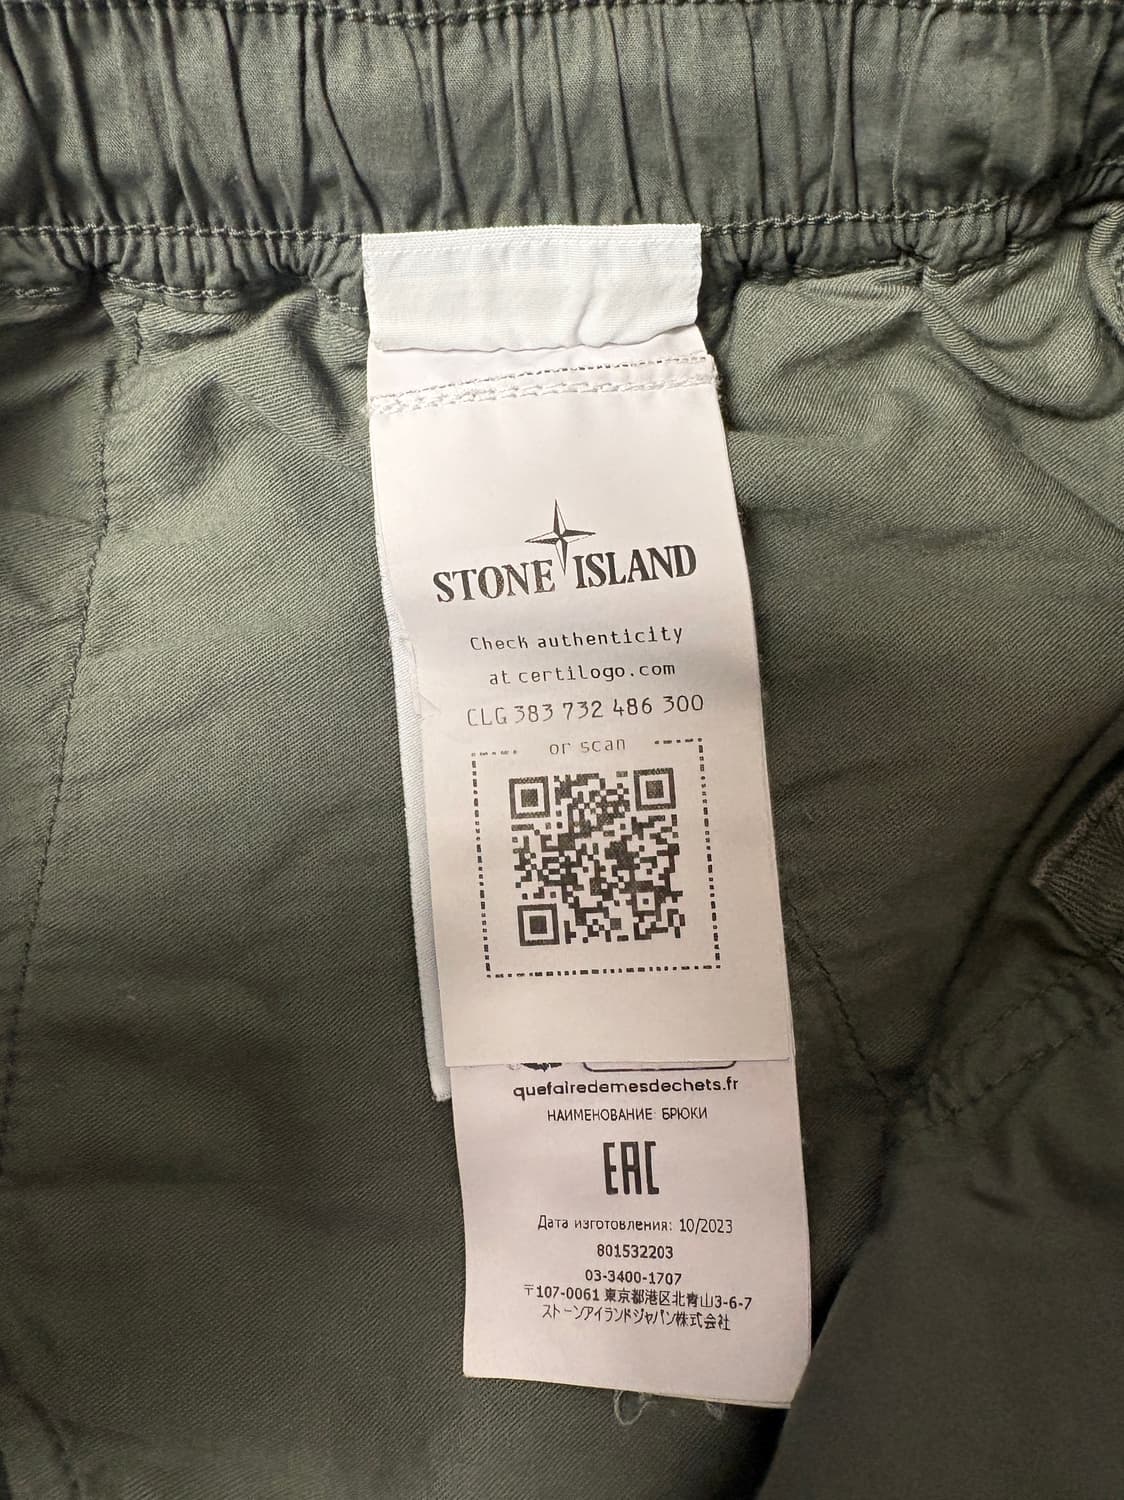 STONE ISLAND
Check authenticity
at certilogo.com
CLG 383 732 486 300
or scan
quefairedemesdechets.fr
НАИМЕНОВАНИЕ: БРЮКИ
EAC
Дата изготовления: 10/2023
801532203
03-3400-1707
〒107-0061 東京都港区北青山3-6-7
ストーンアイランドジャパン株式会社